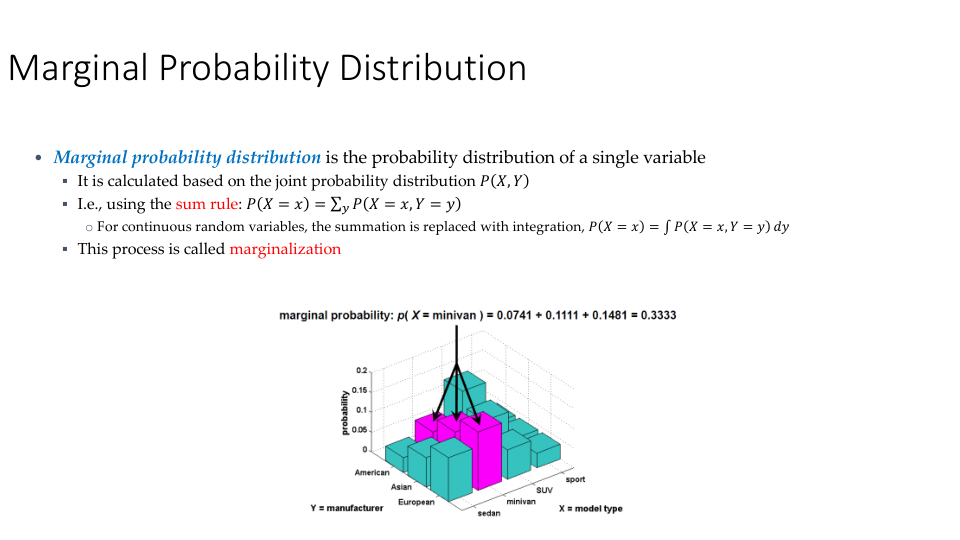 Marginal Probability Distribution
• Marginal probability distribution is the probability distribution of a single variable
▪ It is calculated based on the joint probability distribution 𝑃(𝑋, 𝑌)
▪ I.e., using the sum rule: 𝑃(𝑋 = 𝑥) = ∑𝑦 𝑃(𝑋 = 𝑥, 𝑌 = 𝑦)
○ For continuous random variables, the summation is replaced with integration, 𝑃(𝑋 = 𝑥) = ∫ 𝑃(𝑋 = 𝑥, 𝑌 = 𝑦) 𝑑𝑦
▪ This process is called marginalization
marginal probability: p( X = minivan ) = 0.0741 + 0.1111 + 0.1481 = 0.3333
0.2
0.15
0.1
0.05
0
probability
American
Asian
European
Y = manufacturer
sedan
minivan
SUV
sport
X = model type